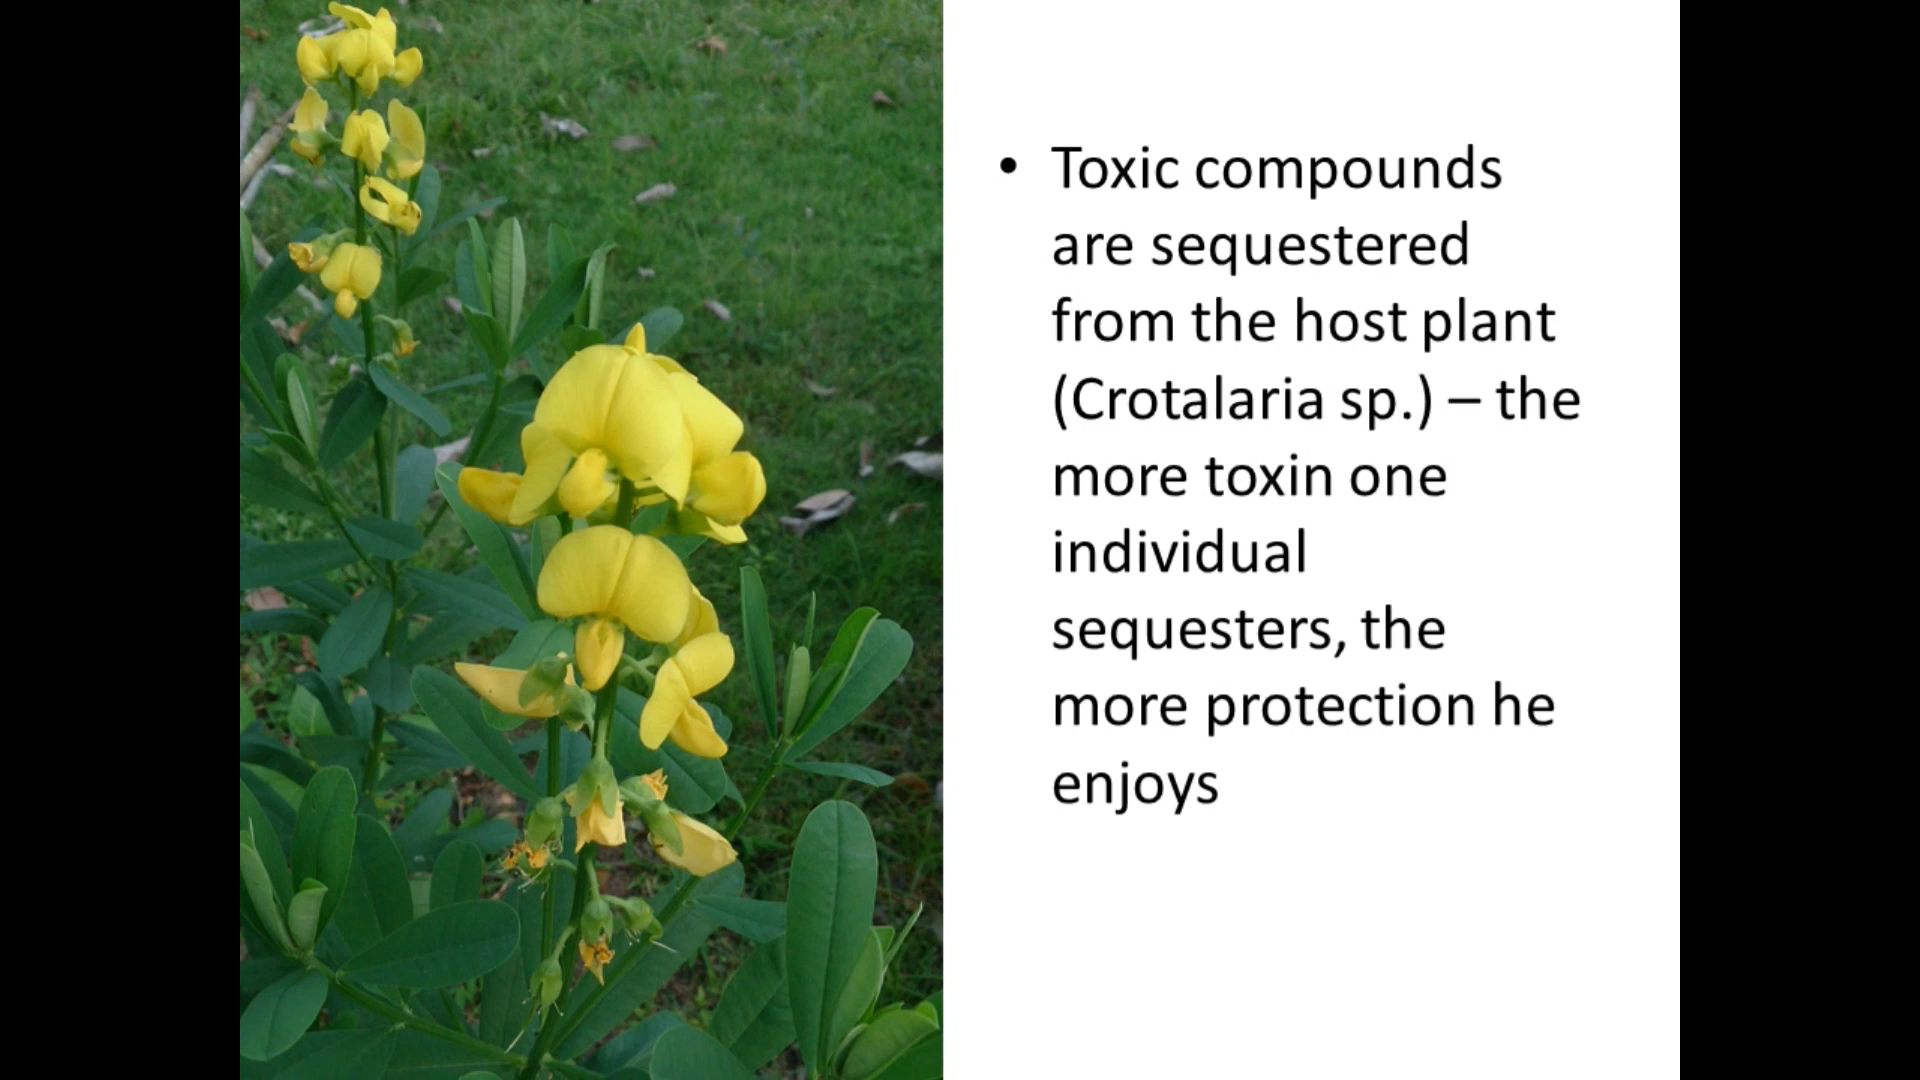 • Toxic compounds
are sequestered
from the host plant
(Crotalaria sp.) – the
more toxin one
individual
sequesters, the
more protection he
enjoys